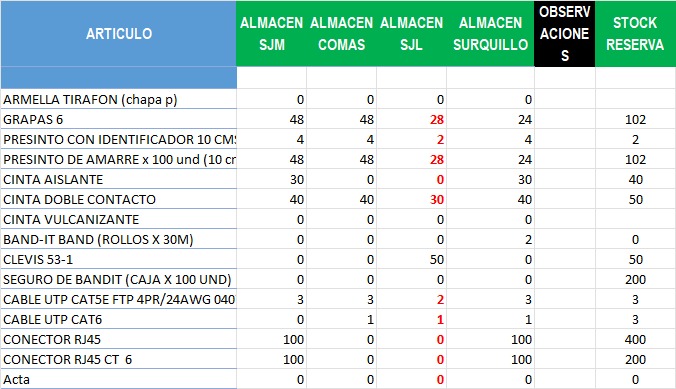 ARTICULO ALMACEN SJM ALMACEN COMAS ALMACEN SJL ALMACEN SURQUILLO OBSERVACIONES STOCK RESERVA
ARMELLA TIRAFON (chapa p) 0 0 0 0
GRAPAS 6 48 48 28 24 102
PRESINTO CON IDENTIFICADOR 10 CMS 4 4 2 4 2
PRESINTO DE AMARRE x 100 und (10 cm 48 48 28 24 102
CINTA AISLANTE 30 0 0 30 40
CINTA DOBLE CONTACTO 40 40 30 40 50
CINTA VULCANIZANTE 0 0 0 0
BAND-IT BAND (ROLLOS X 30M) 0 0 0 2 0
CLEVIS 53-1 0 0 50 0 50
SEGURO DE BANDIT (CAJA X 100 UND) 0 0 0 0 200
CABLE UTP CAT5E FTP 4PR/24AWG 040 3 3 2 3 3
CABLE UTP CAT6 0 1 1 1 3
CONECTOR RJ45 100 0 0 100 400
CONECTOR RJ45 CT 6 100 0 0 100 200
Acta 0 0 0 0 0